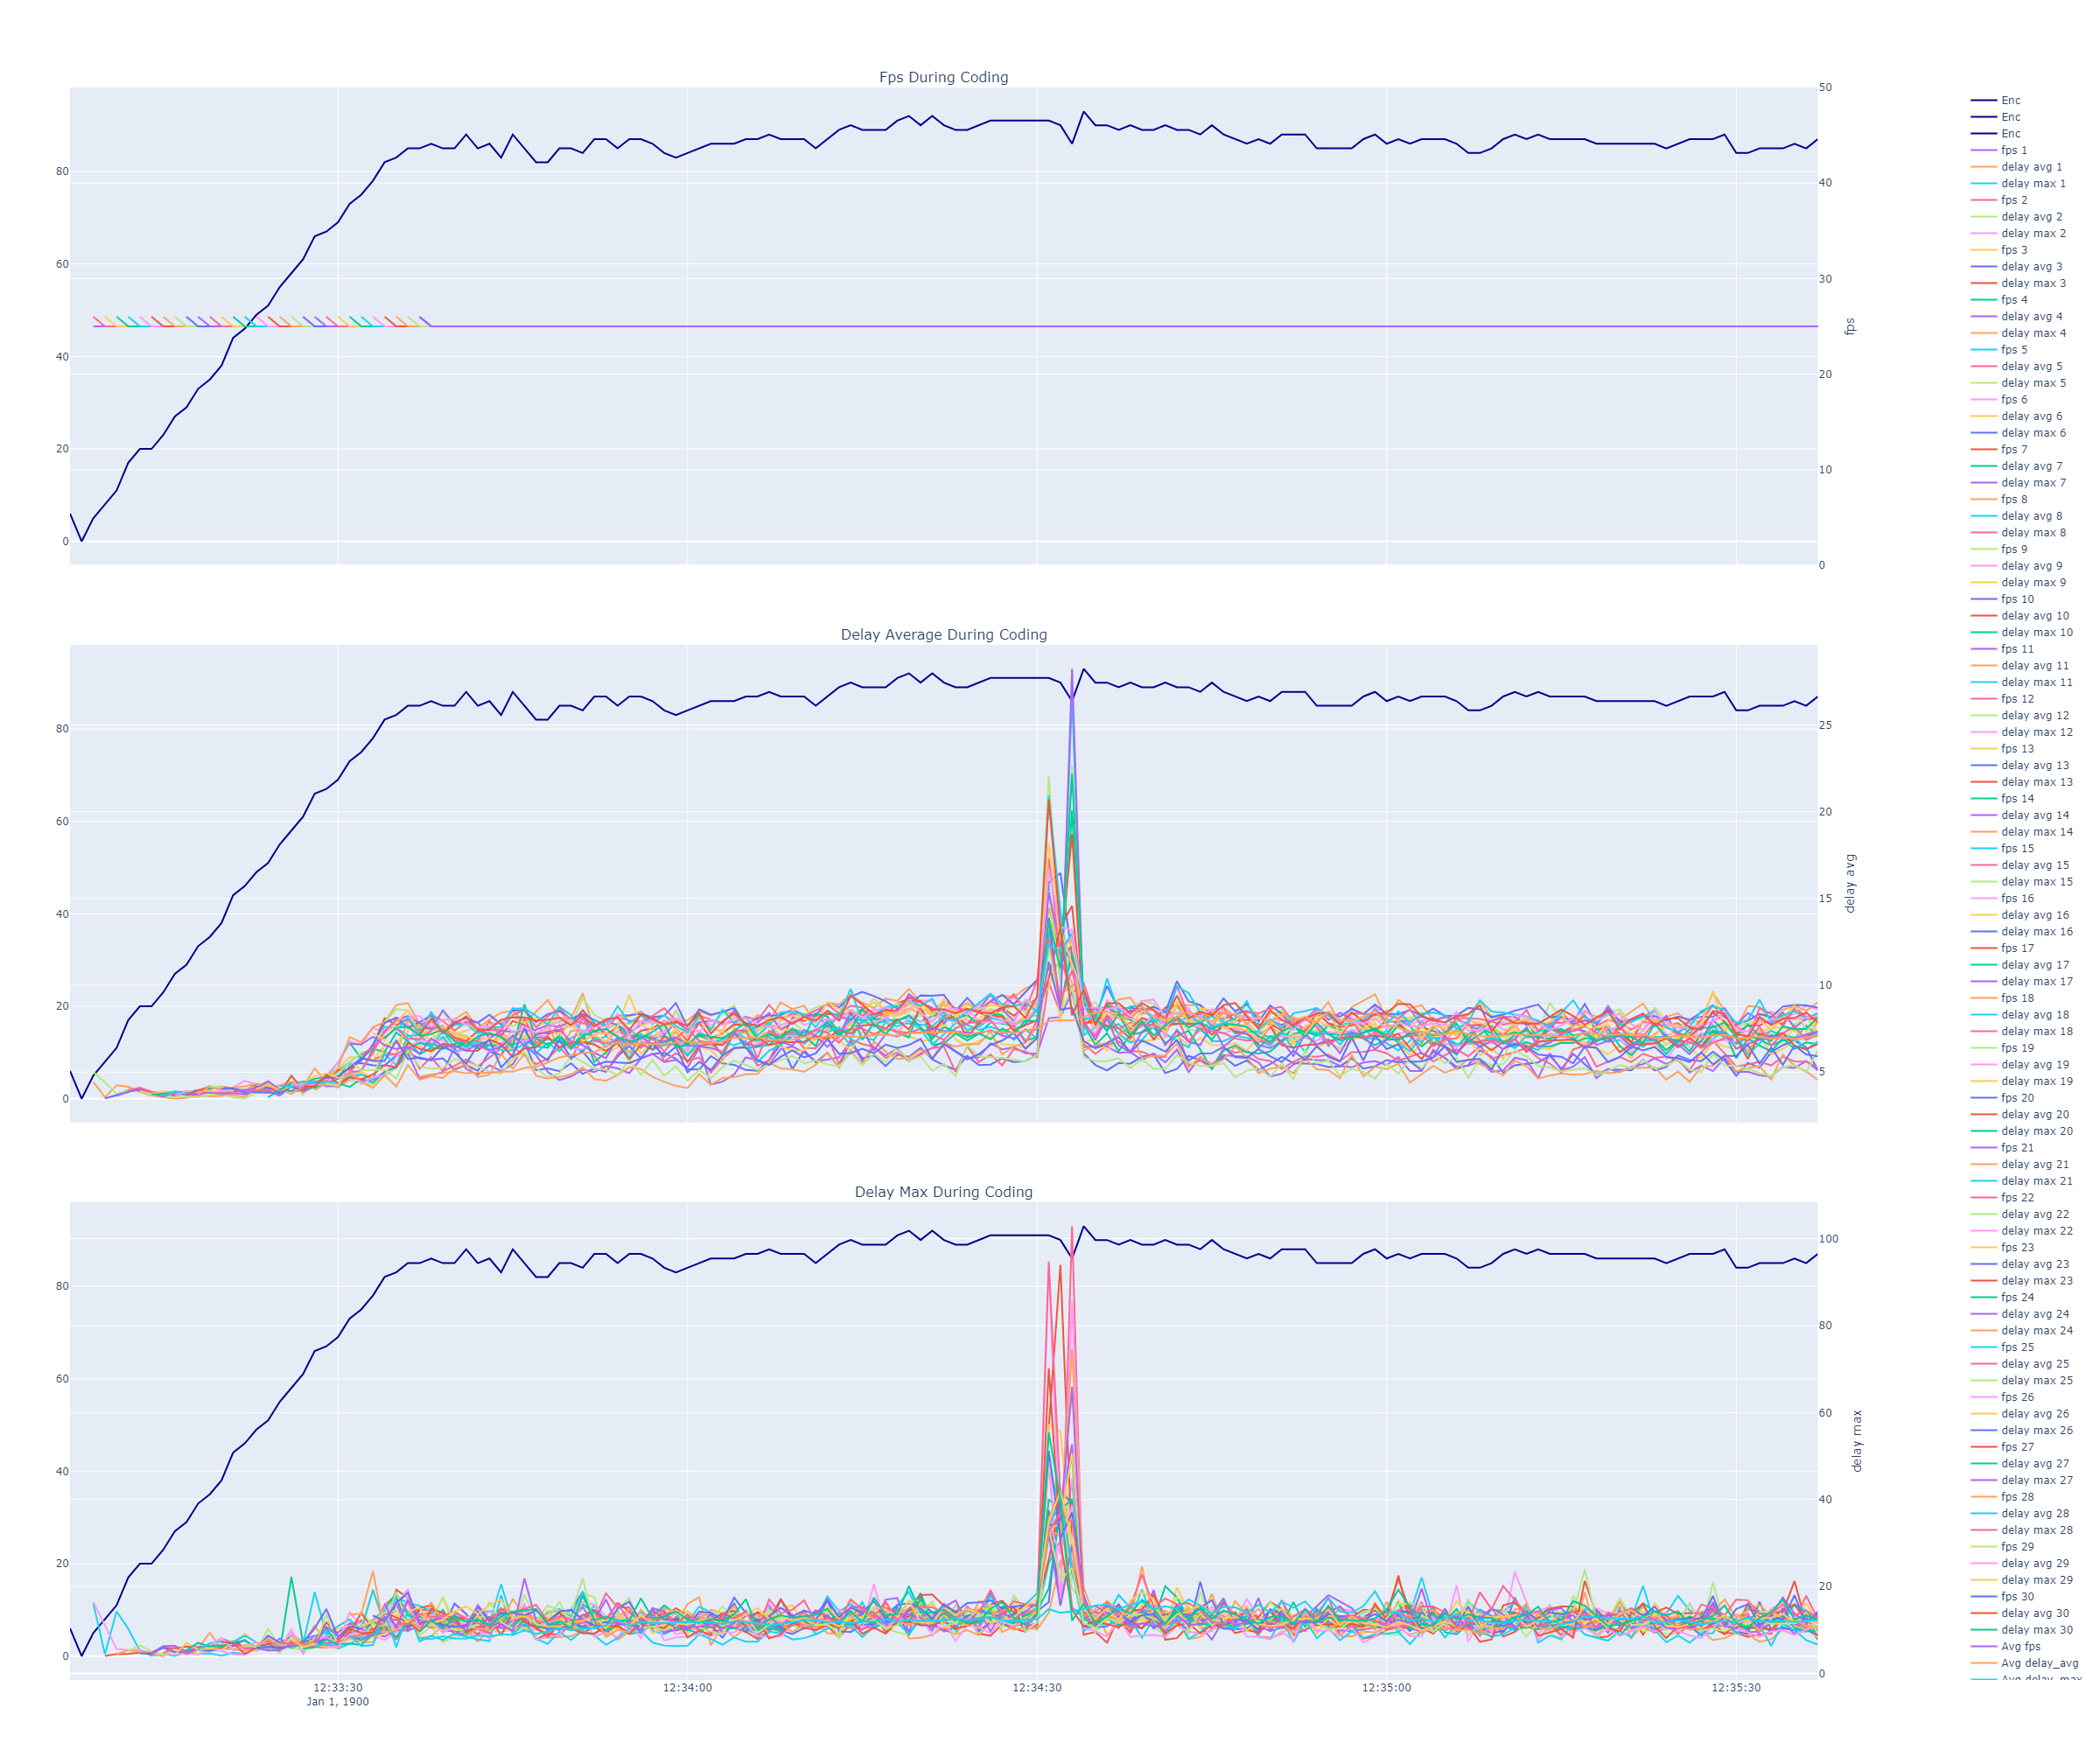 Fps During Coding
80
60
40
20
0
50
40
30
20
10
0
fps
Delay Average During Coding
80
60
40
20
0
25
20
15
10
5
delay avg
Delay Max During Coding
80
60
40
20
0
100
80
60
40
20
0
delay max
12:33:30
Jan 1, 1900
12:34:00
12:34:30
12:35:00
12:35:30
Enc
Enc
Enc
fps 1
delay avg 1
delay max 1
fps 2
delay avg 2
delay max 2
fps 3
delay avg 3
delay max 3
fps 4
delay avg 4
delay max 4
fps 5
delay avg 5
delay max 5
fps 6
delay avg 6
delay max 6
fps 7
delay avg 7
delay max 7
fps 8
delay avg 8
delay max 8
fps 9
delay avg 9
delay max 9
fps 10
delay avg 10
delay max 10
fps 11
delay avg 11
delay max 11
fps 12
delay avg 12
delay max 12
fps 13
delay avg 13
delay max 13
fps 14
delay avg 14
delay max 14
fps 15
delay avg 15
delay max 15
fps 16
delay avg 16
delay max 16
fps 17
delay avg 17
delay max 17
fps 18
delay avg 18
delay max 18
fps 19
delay avg 19
delay max 19
fps 20
delay avg 20
delay max 20
fps 21
delay avg 21
delay max 21
fps 22
delay avg 22
delay max 22
fps 23
delay avg 23
delay max 23
fps 24
delay avg 24
delay max 24
fps 25
delay avg 25
delay max 25
fps 26
delay avg 26
delay max 26
fps 27
delay avg 27
delay max 27
fps 28
delay avg 28
delay max 28
fps 29
delay avg 29
delay max 29
fps 30
delay avg 30
delay max 30
Avg fps
Avg delay_avg
Avg delay_max